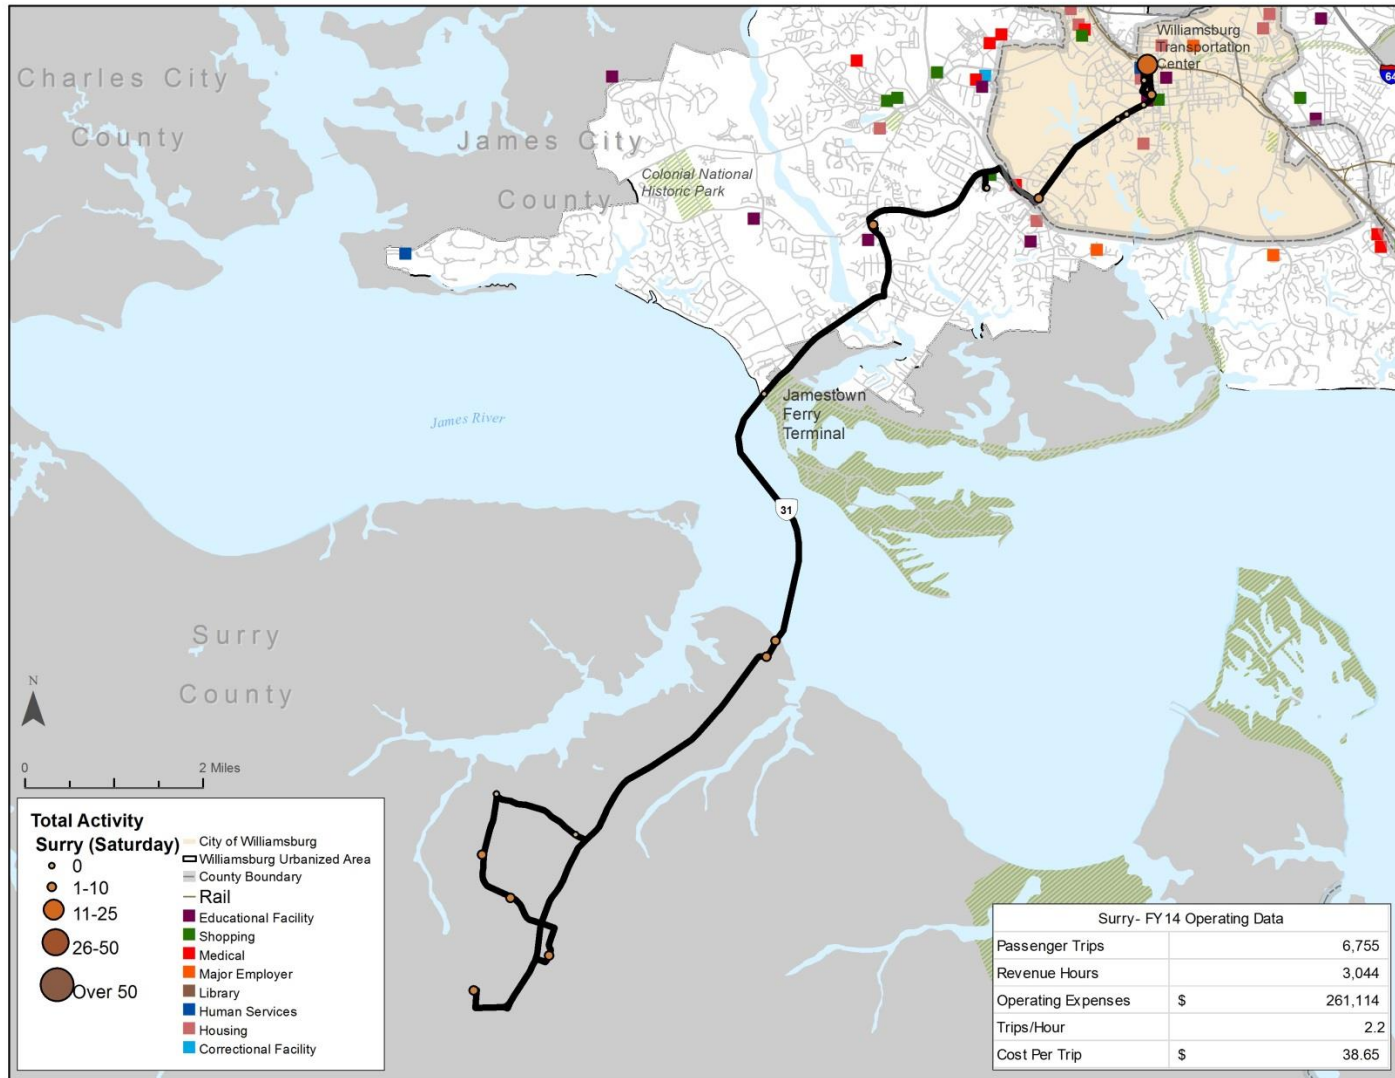 Williamsburg
Transportation
Center
64
Charles City
County
James City
County
Colonial National
Historic Park
James River
Jamestown
Ferry
Terminal
31
Surry
County
N
0 2 Miles
Total Activity
Surry (Saturday)
0
1-10
11-25
26-50
Over 50
City of Williamsburg
Williamsburg Urbanized Area
County Boundary
Rail
Educational Facility
Shopping
Medical
Major Employer
Library
Human Services
Housing
Correctional Facility
Surry- FY14 Operating Data
Passenger Trips 6,755
Revenue Hours 3,044
Operating Expenses $ 261,114
Trips/Hour 2.2
Cost Per Trip $ 38.65